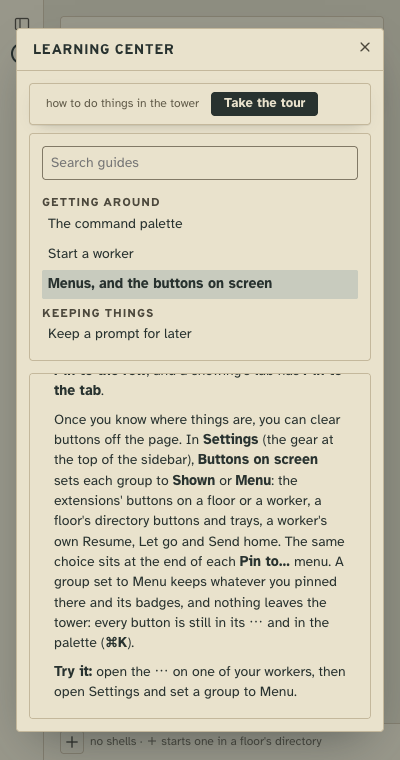 LEARNING CENTER ×
how to do things in the tower Take the tour
Search guides
GETTING AROUND
The command palette
Start a worker
Menus, and the buttons on screen
KEEPING THINGS
Keep a prompt for later
the tab.
Once you know where things are, you can clear
buttons off the page. In Settings (the gear at
the top of the sidebar), Buttons on screen
sets each group to Shown or Menu: the
extensions' buttons on a floor or a worker, a
floor's directory buttons and trays, a worker's
own Resume, Let go and Send home. The same
choice sits at the end of each Pin to... menu. A
group set to Menu keeps whatever you pinned
there and its badges, and nothing leaves the
tower: every button is still in its ··· and in the
palette (⌘K).
Try it: open the ··· on one of your workers, then
open Settings and set a group to Menu.
+ no shells · + starts one in a floor's directory